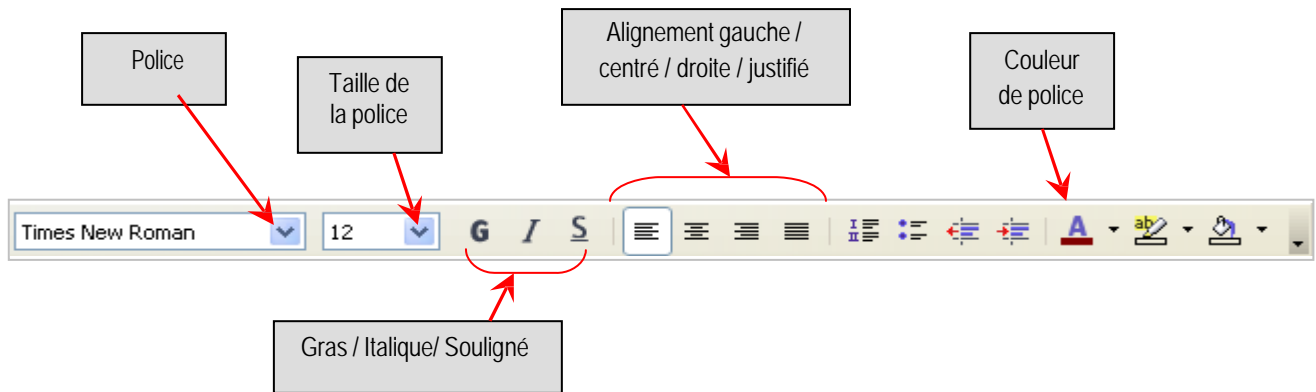 Alignement gauche /
centré / droite / justifié
Police
Couleur
de police
Taille de
la police
Times New Roman
12
G I S
A
ab
Gras / Italique/ Souligné